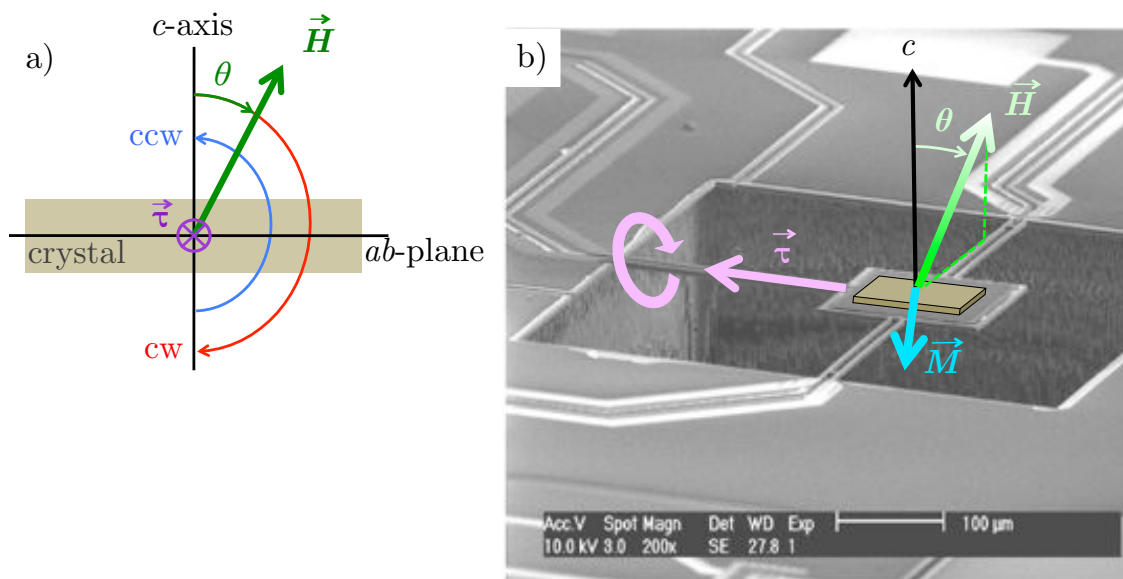 a)
c-axis
H
θ
ccw
τ
crystal
ab-plane
cw
b)
c
H
θ
τ
M
Acc.V Spot Magn Det WD Exp
10.0 kV 3.0 200x SE 27.8 1
100 µm